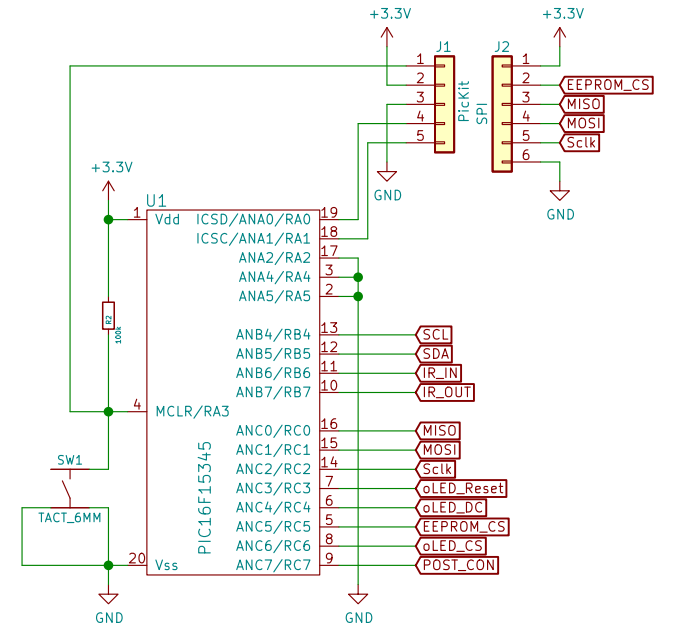 +3.3V
+3.3V
J1
J2
1
2
3
4
5
PicKit
SPI
1
2 EEPROM_CS
3 MISO
4 MOSI
5 Sclk
6
GND
GND
+3.3V
U1
1 Vdd
ICSD/ANA0/RA0 19
ICSC/ANA1/RA1 18
ANA2/RA2 17
ANA4/RA4 3
ANA5/RA5 2
R2
100k
ANB4/RB4 13 SCL
ANB5/RB5 12 SDA
ANB6/RB6 11 IR_IN
ANB7/RB7 10 IR_OUT
4 MCLR/RA3
ANC0/RC0 16 MISO
ANC1/RC1 15 MOSI
ANC2/RC2 14 Sclk
ANC3/RC3 7 oLED_Reset
ANC4/RC4 6 oLED_DC
ANC5/RC5 5 EEPROM_CS
ANC6/RC6 8 oLED_CS
ANC7/RC7 9 POST_CON
PIC16F15345
SW1
TACT_6MM
20 Vss
GND
GND